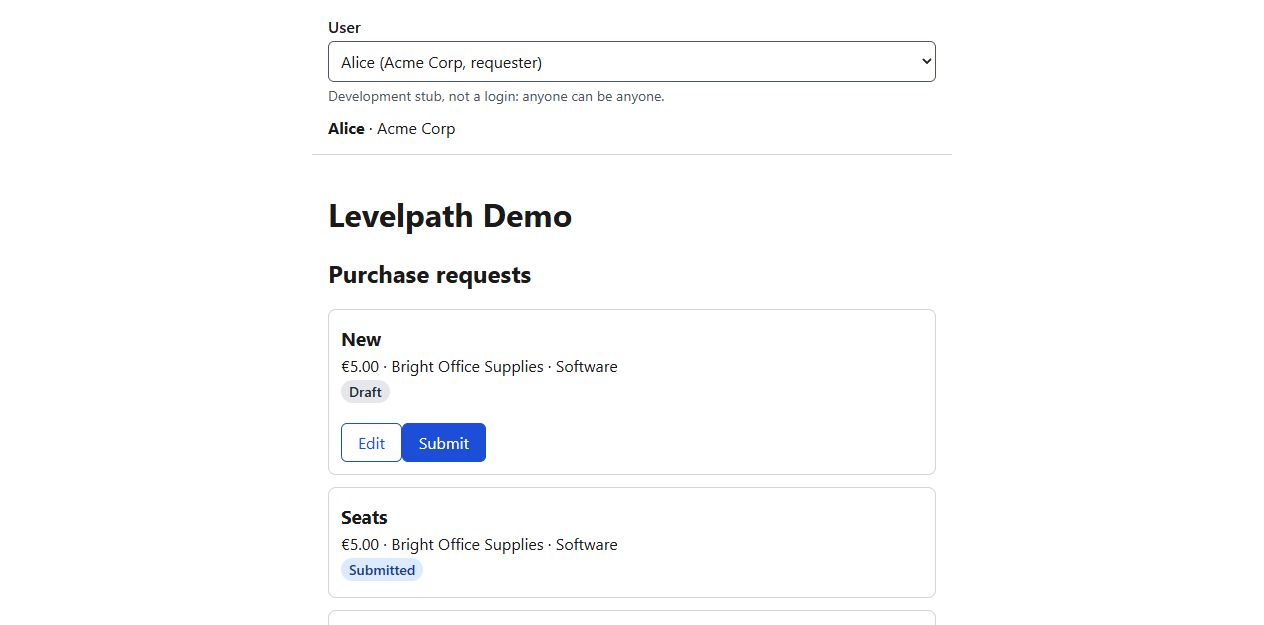 User
Alice (Acme Corp, requester)
Development stub, not a login: anyone can be anyone.
Alice · Acme Corp
Levelpath Demo
Purchase requests
New
€5.00 · Bright Office Supplies · Software
Draft
Edit Submit
Seats
€5.00 · Bright Office Supplies · Software
Submitted